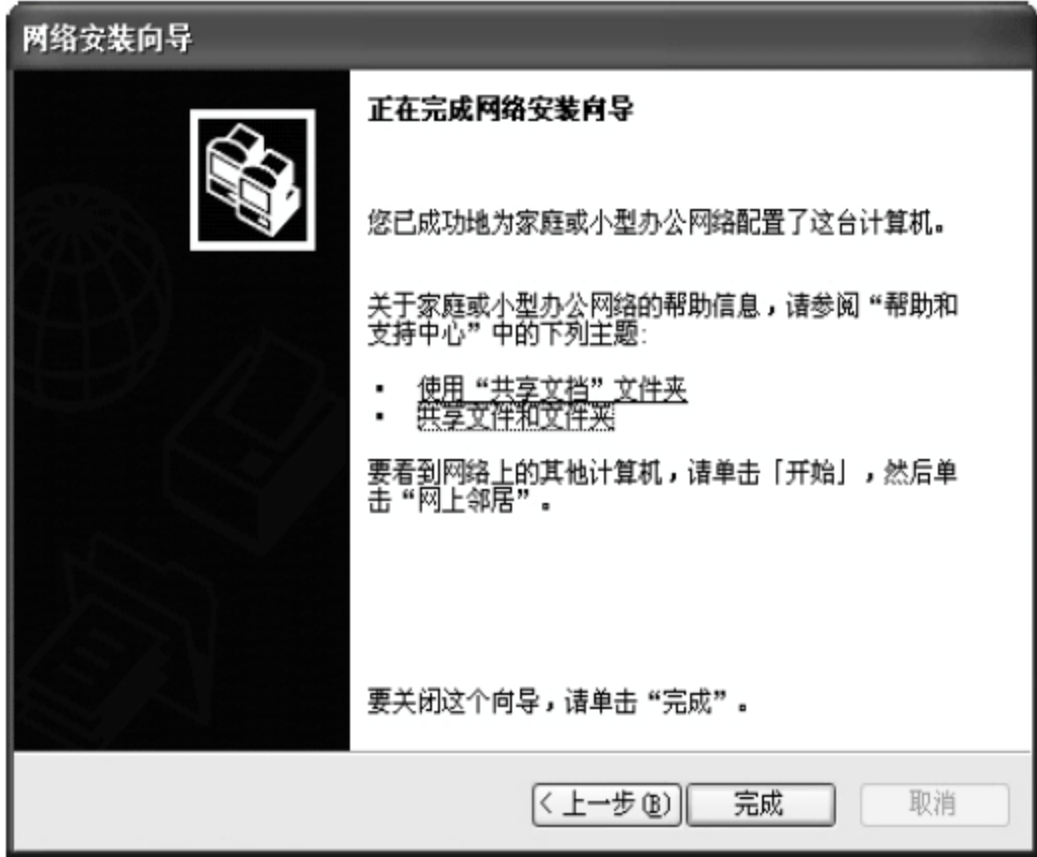 网络安装向导
正在完成网络安装向导
您已成功地为家庭或小型办公网络配置了这台计算机。
关于家庭或小型办公网络的帮助信息，请参阅“帮助和
支持中心”中的下列主题:
▪ 使用“共享文档”文件夹
▪ 共享文件和文件夹
要看到网络上的其他计算机，请单击「开始」，然后单
击“网上邻居”。
要关闭这个向导，请单击“完成”。
< 上一步(B) 完成 取消